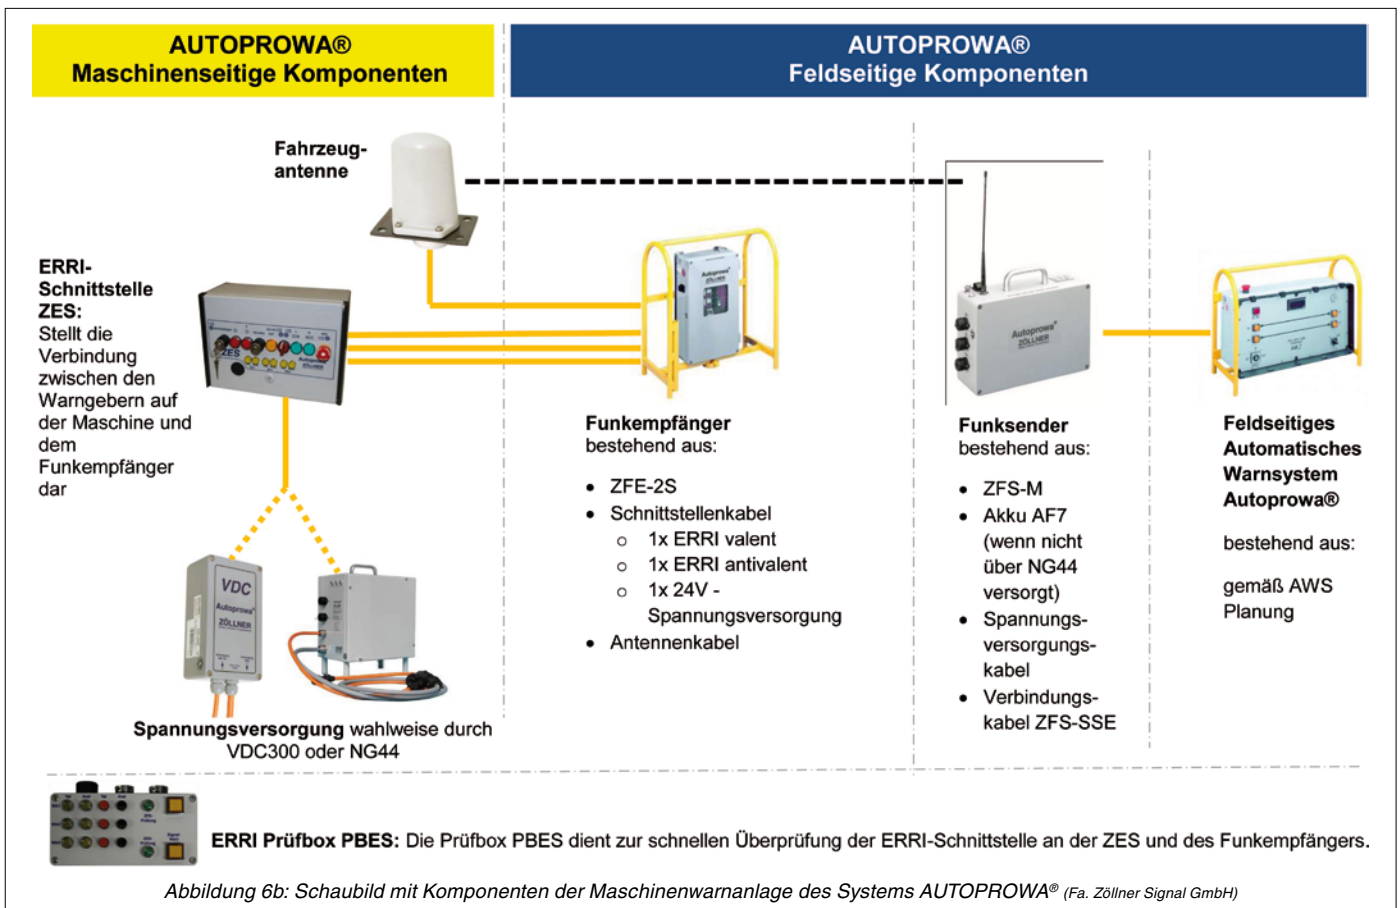 AUTOPROWA®
Maschinenseitige Komponenten
AUTOPROWA®
Feldseitige Komponenten
Fahrzeug-
antenne
ERRI-
Schnittstelle
ZES:
Stellt die
Verbindung
zwischen den
Warngebern auf
der Maschine und
dem
Funkempfänger
dar
ZES
Autoprowa®
ZÖLLNER
Funkempfänger
bestehend aus:
• ZFE-2S
• Schnittstellenkabel
o 1x ERRI valent
o 1x ERRI antivalent
o 1x 24V -
Spannungsversorgung
• Antennenkabel
Autoprowa®
ZÖLLNER
Funksender
bestehend aus:
• ZFS-M
• Akku AF7
(wenn nicht
über NG44
versorgt)
• Spannungs-
versorgungs-
kabel
• Verbindungs-
kabel ZFS-SSE
Feldseitiges
Automatisches
Warnsystem
Autoprowa®
bestehend aus:
gemäß AWS
Planung
VDC
Autoprowa®
ZÖLLNER
Spannungsversorgung wahlweise durch
VDC300 oder NG44
ERRI Prüfbox PBES: Die Prüfbox PBES dient zur schnellen Überprüfung der ERRI-Schnittstelle an der ZES und des Funkempfängers.
Abbildung 6b: Schaubild mit Komponenten der Maschinenwarnanlage des Systems AUTOPROWA® (Fa. Zöllner Signal GmbH)